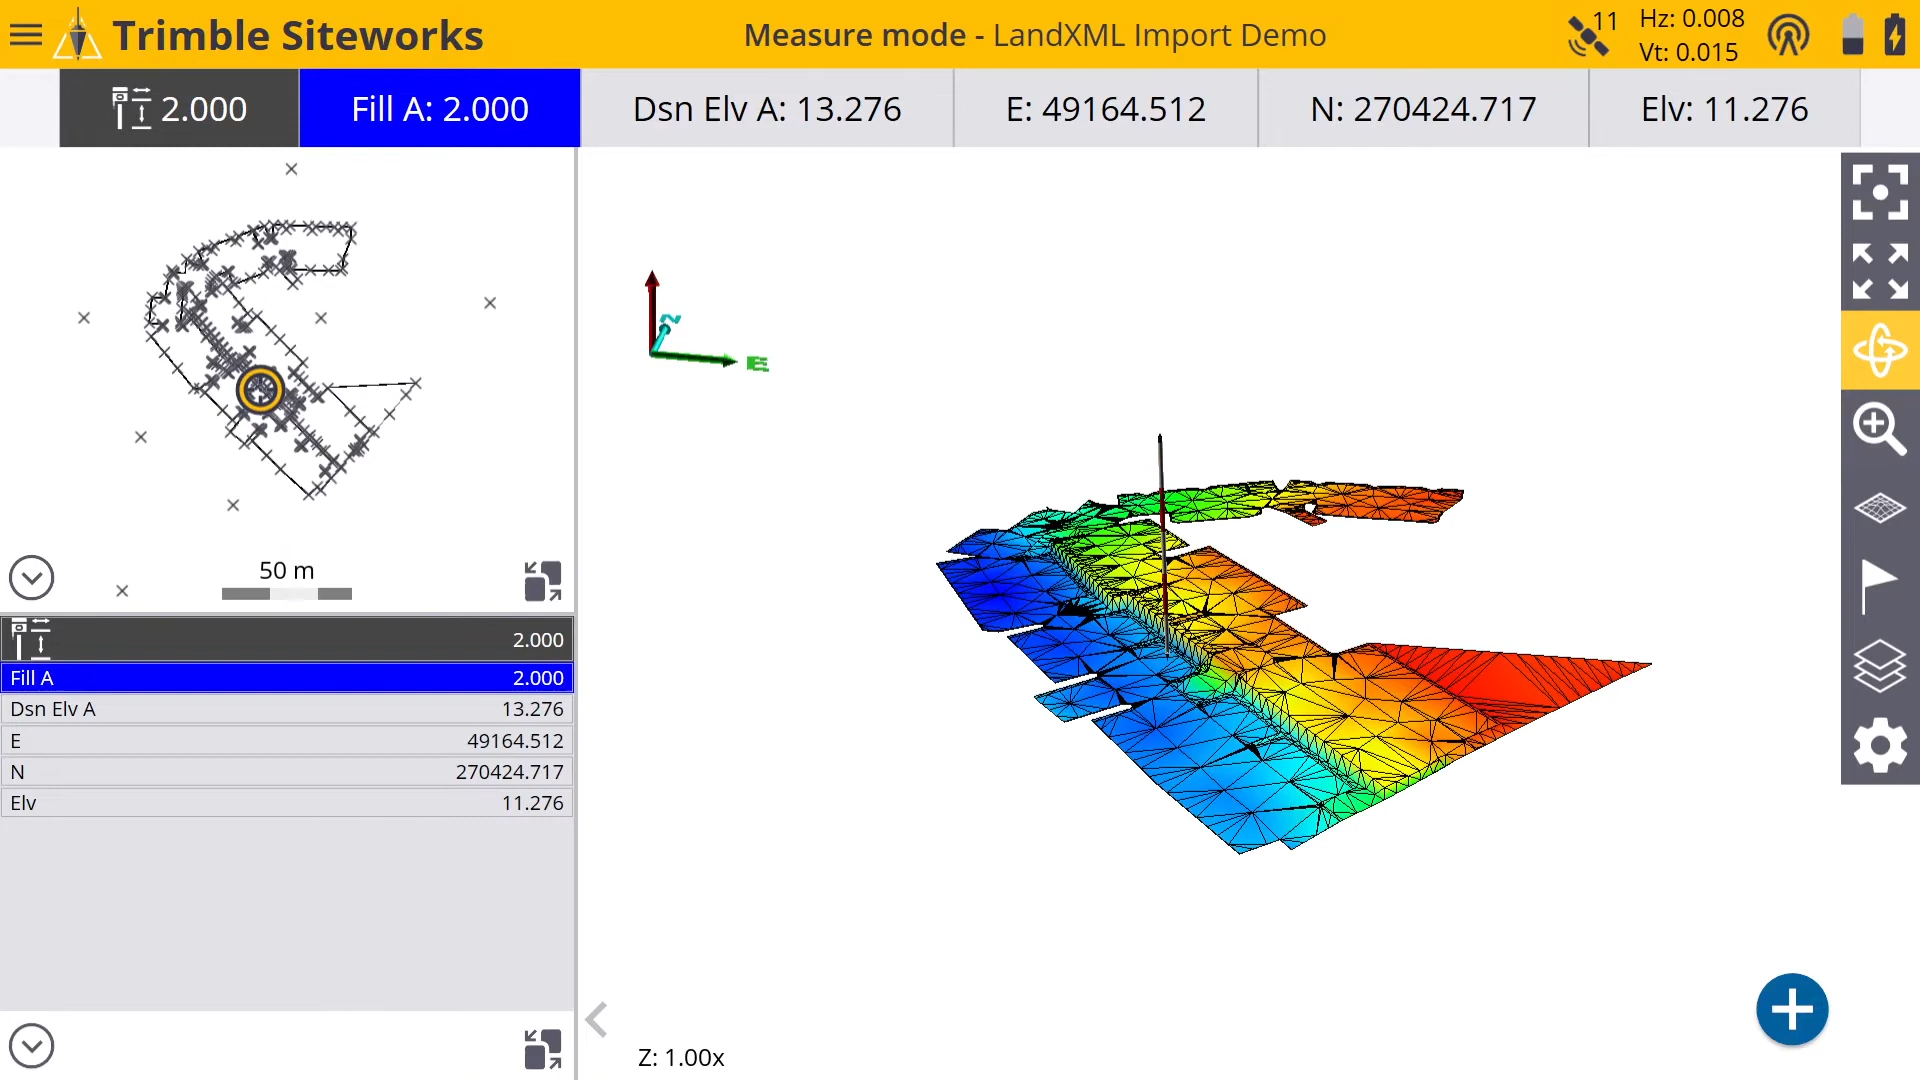 Trimble Siteworks
Measure mode - LandXML Import Demo
11
Hz: 0.008
Vt: 0.015
2.000
Fill A: 2.000
Dsn Elv A: 13.276
E: 49164.512
N: 270424.717
Elv: 11.276
50 m
2.000
Fill A 2.000
Dsn Elv A 13.276
E 49164.512
N 270424.717
Elv 11.276
N
E
Z: 1.00x